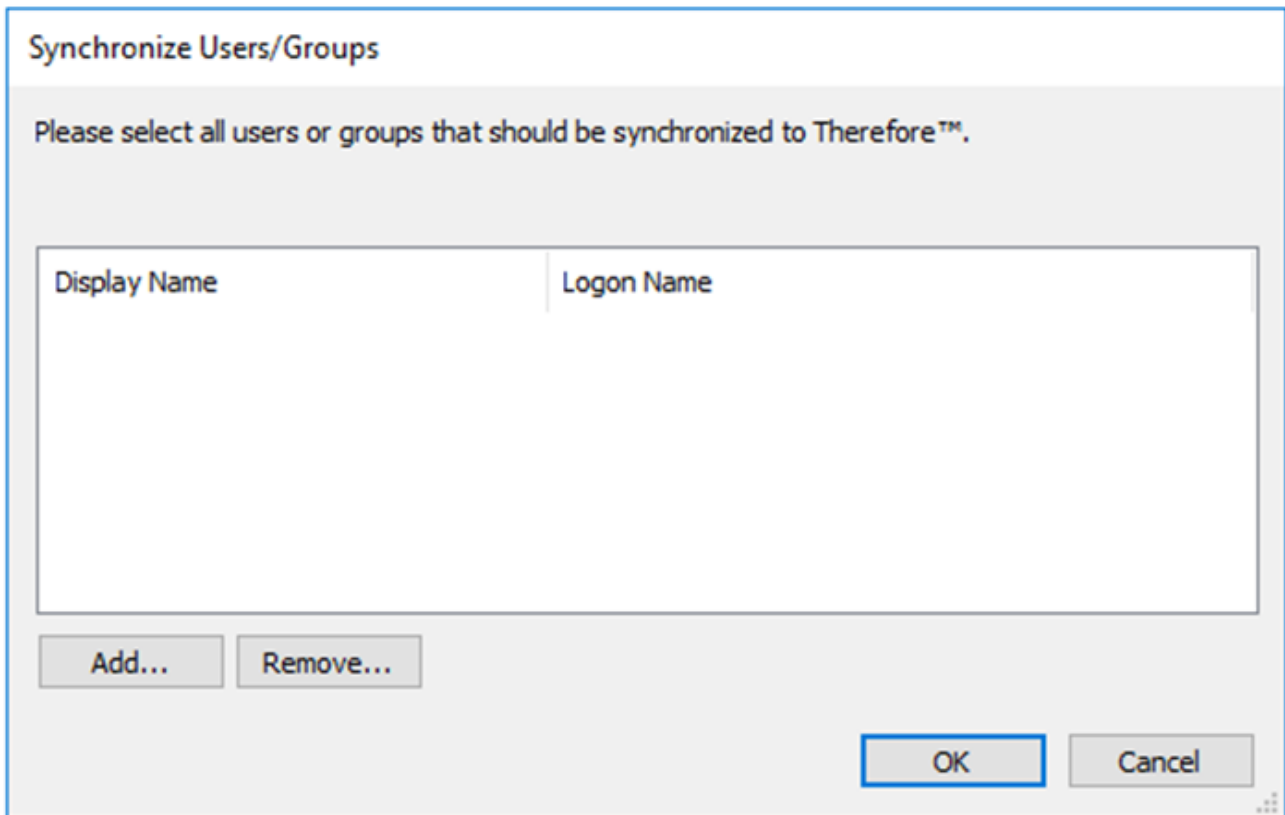 Synchronize Users/Groups
Please select all users or groups that should be synchronized to Therefore™.
Display Name Logon Name
Add... Remove...
OK Cancel